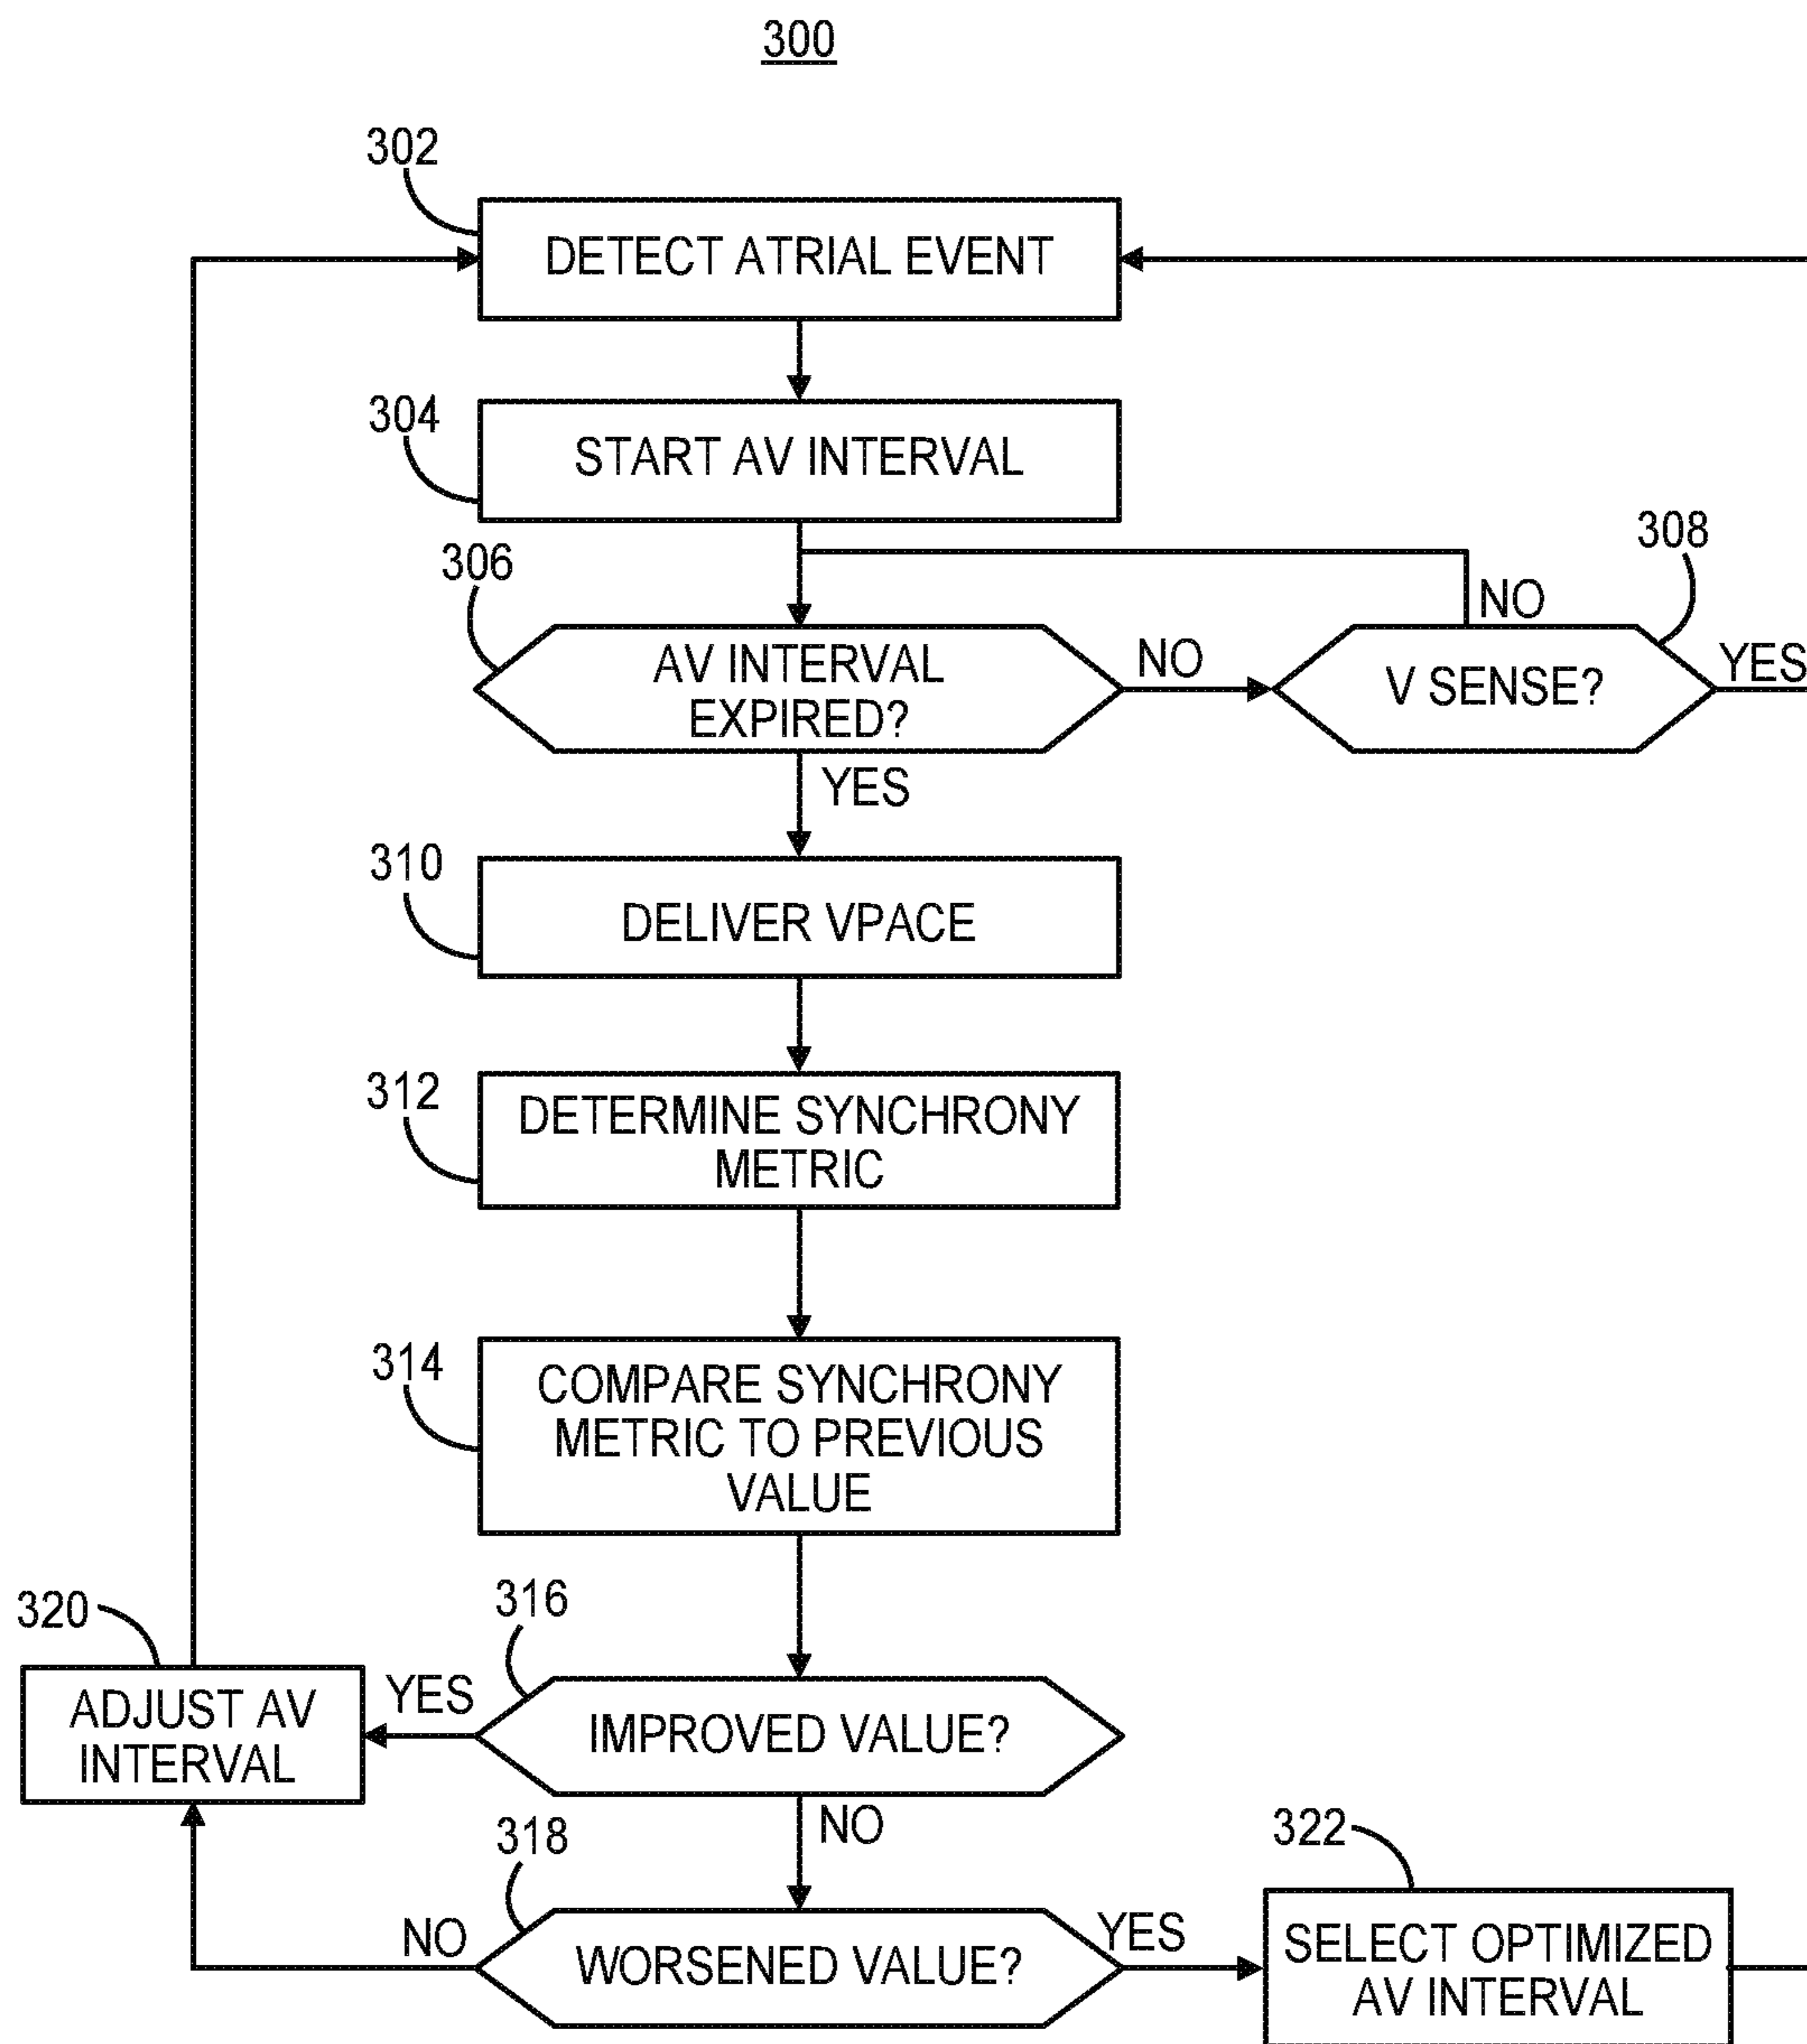 300
302
DETECT ATRIAL EVENT
304
START AV INTERVAL
306
308
NO
AV INTERVAL
EXPIRED?
NO
V SENSE?
YES
YES
310
DELIVER VPACE
312
DETERMINE SYNCHRONY
METRIC
314
COMPARE SYNCHRONY
METRIC TO PREVIOUS
VALUE
316
320
ADJUST AV
INTERVAL
YES
IMPROVED VALUE?
NO
318
322
NO
WORSENED VALUE?
YES
SELECT OPTIMIZED
AV INTERVAL